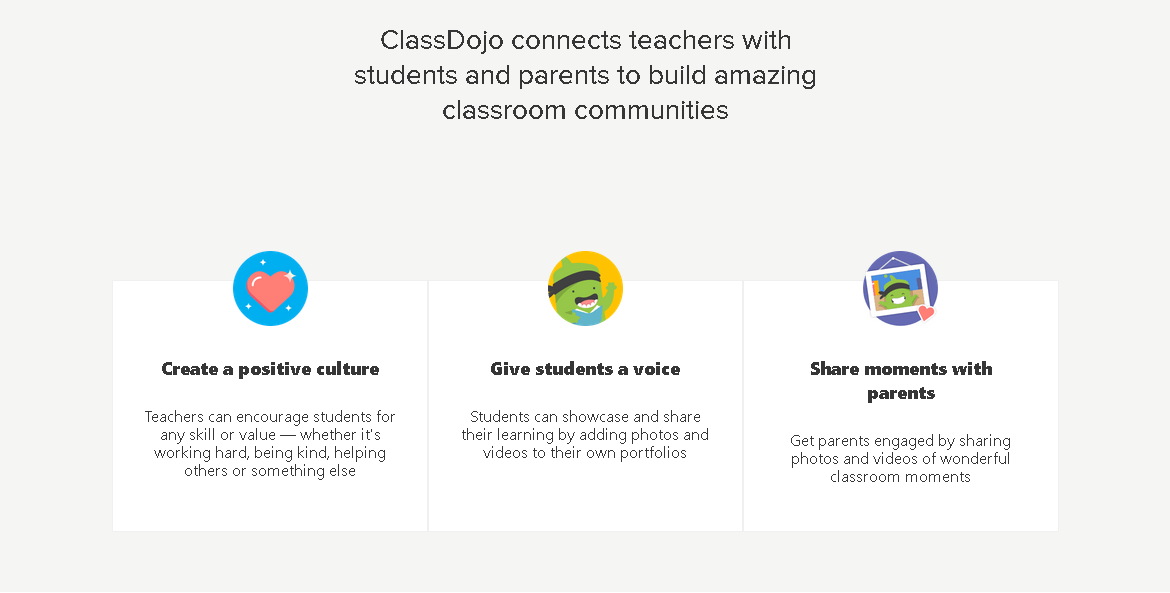 ClassDojo connects teachers with
students and parents to build amazing
classroom communities
Create a positive culture
Teachers can encourage students for
any skill or value — whether it's
working hard, being kind, helping
others or something else
Give students a voice
Students can showcase and share
their learning by adding photos and
videos to their own portfolios
Share moments with
parents
Get parents engaged by sharing
photos and videos of wonderful
classroom moments